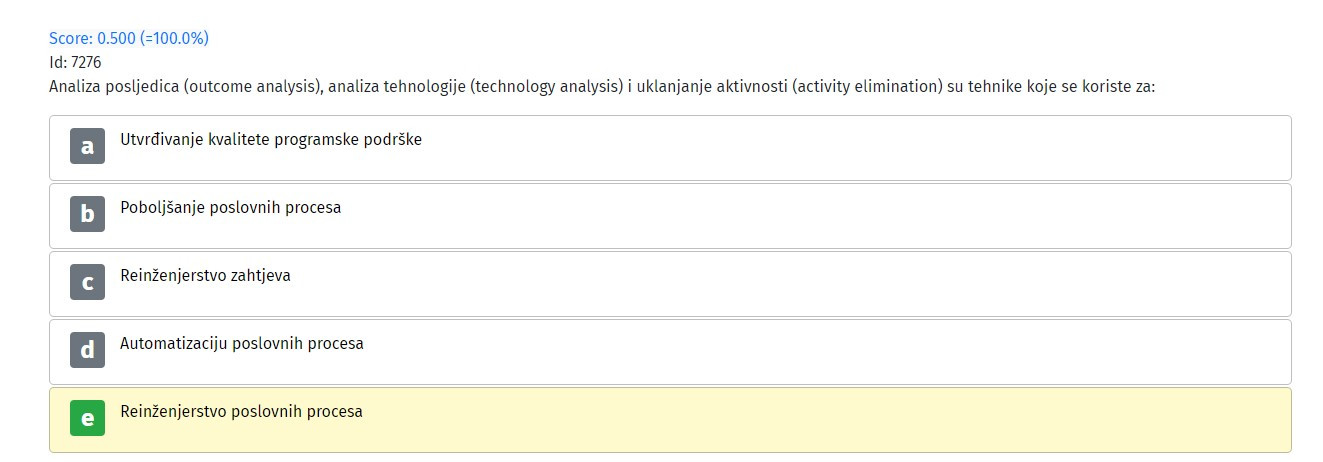 Score: 0.500 (=100.0%)
Id: 7276
Analiza posljedica (outcome analysis), analiza tehnologije (technology analysis) i uklanjanje aktivnosti (activity elimination) su tehnike koje se koriste za:
a Utvrđivanje kvalitete programske podrške
b Poboljšanje poslovnih procesa
c Reinženjerstvo zahtjeva
d Automatizaciju poslovnih procesa
e Reinženjerstvo poslovnih procesa